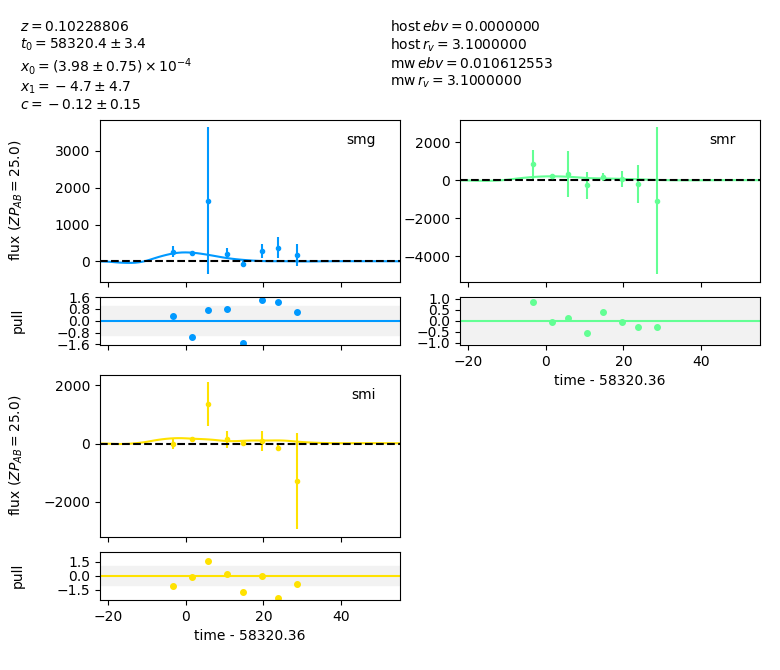 z = 0.10228806
t₀ = 58320.4 ± 3.4
x₀ = (3.98 ± 0.75) × 10⁻⁴
x₁ = −4.7 ± 4.7
c = −0.12 ± 0.15
host ebv = 0.0000000
host r_v = 3.1000000
mw ebv = 0.010612553
mw r_v = 3.1000000
smg
flux (ZP_AB = 25.0)
3000
2000
1000
0
smr
2000
0
−2000
−4000
pull
1.6
0.8
0.0
−0.8
−1.6
1.0
0.5
0.0
−0.5
−1.0
−20
0
20
40
time - 58320.36
smi
flux (ZP_AB = 25.0)
2000
0
−2000
pull
1.5
0.0
−1.5
−20
0
20
40
time - 58320.36